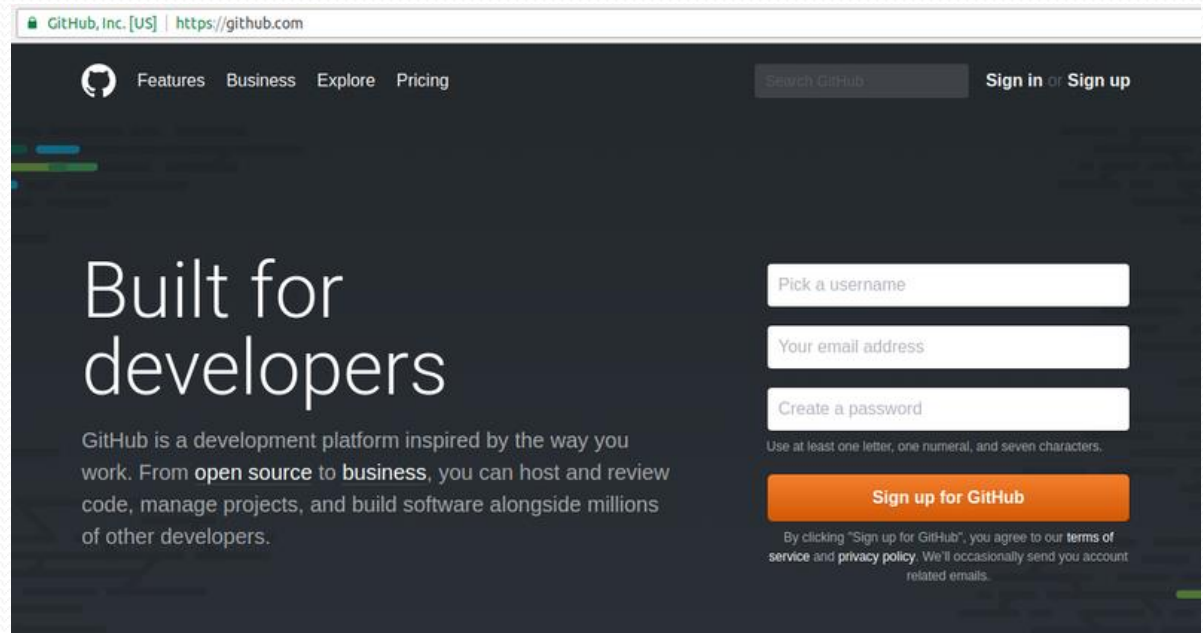 GitHub, Inc. [US] | https://github.com
Features Business Explore Pricing
Search GitHub
Sign in or Sign up
Built for
developers
GitHub is a development platform inspired by the way you
work. From open source to business, you can host and review
code, manage projects, and build software alongside millions
of other developers.
Pick a username
Your email address
Create a password
Use at least one letter, one numeral, and seven characters.
Sign up for GitHub
By clicking "Sign up for GitHub", you agree to our terms of
service and privacy policy. We'll occasionally send you account
related emails.